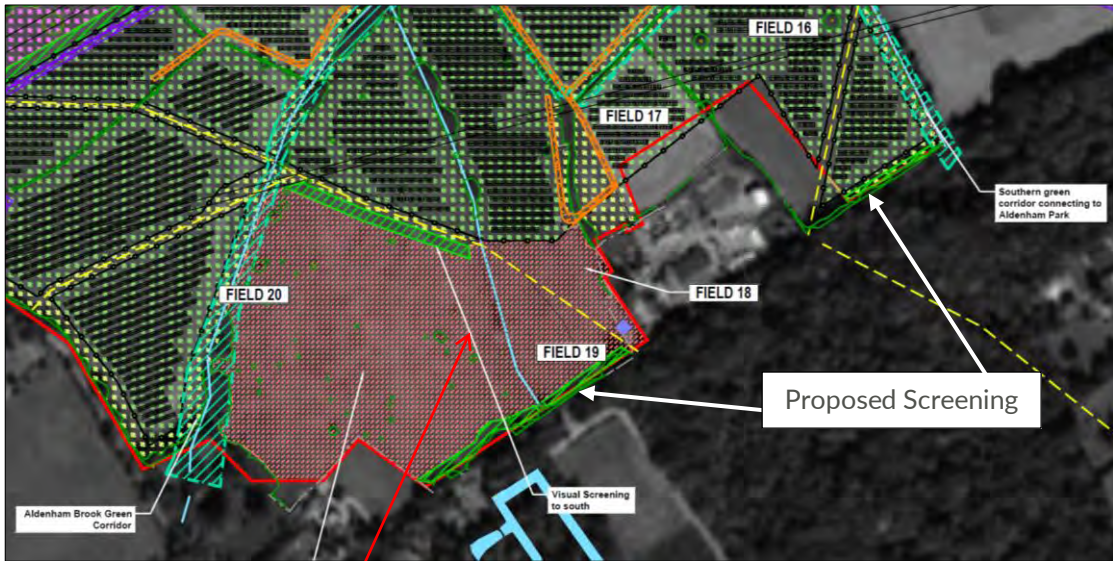 FIELD 16
FIELD 17
Southern green
corridor connecting to
Aldenham Park
FIELD 20
FIELD 18
FIELD 19
Proposed Screening
Visual Screening
to south
Aldenham Brook Green
Corridor